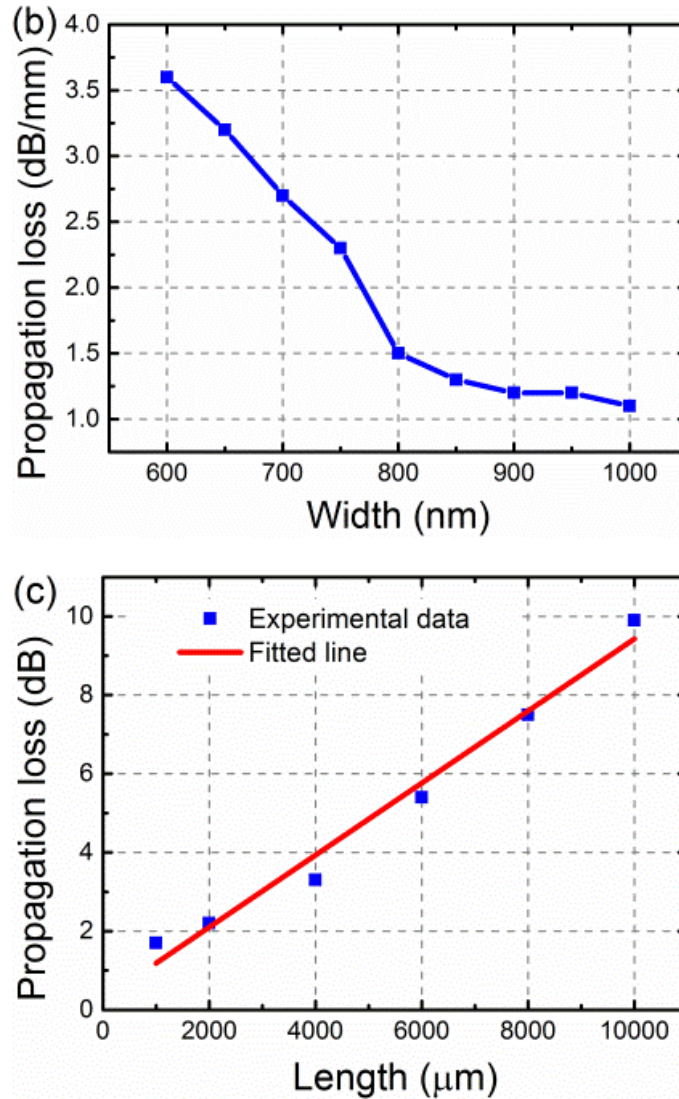 (b)
Propagation loss (dB/mm)
4.0
3.5
3.0
2.5
2.0
1.5
1.0
600 700 800 900 1000
Width (nm)
(c)
Propagation loss (dB)
10
8
6
4
2
0
Experimental data
Fitted line
0 2000 4000 6000 8000 10000
Length (μm)